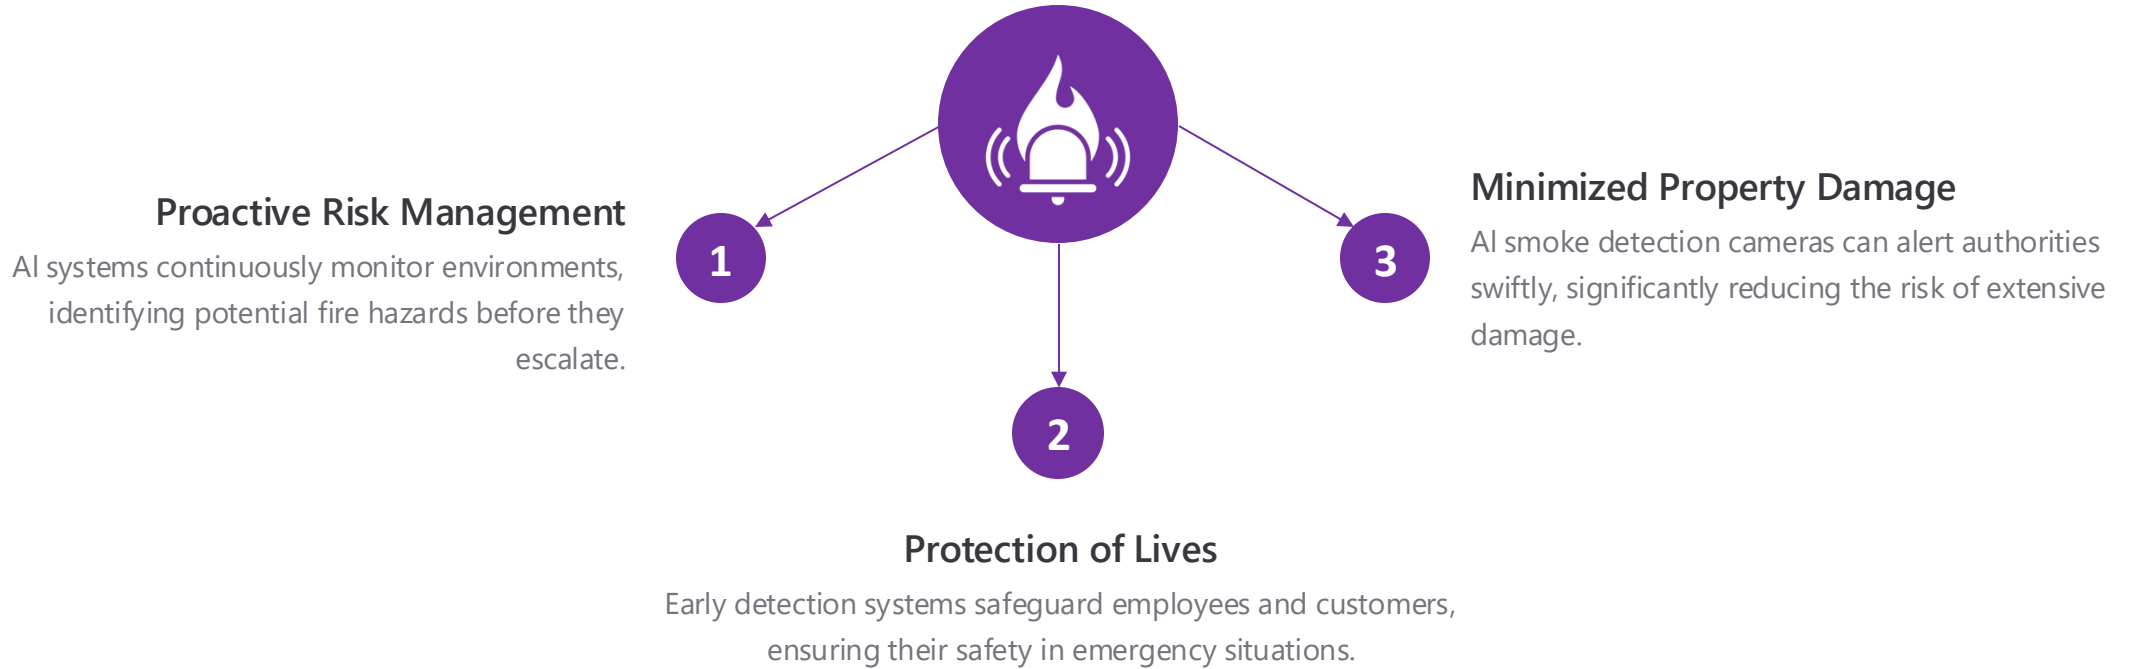 Proactive Risk Management
AI systems continuously monitor environments,
identifying potential fire hazards before they
escalate.
1
2
Protection of Lives
Early detection systems safeguard employees and customers,
ensuring their safety in emergency situations.
3
Minimized Property Damage
AI smoke detection cameras can alert authorities
swiftly, significantly reducing the risk of extensive
damage.